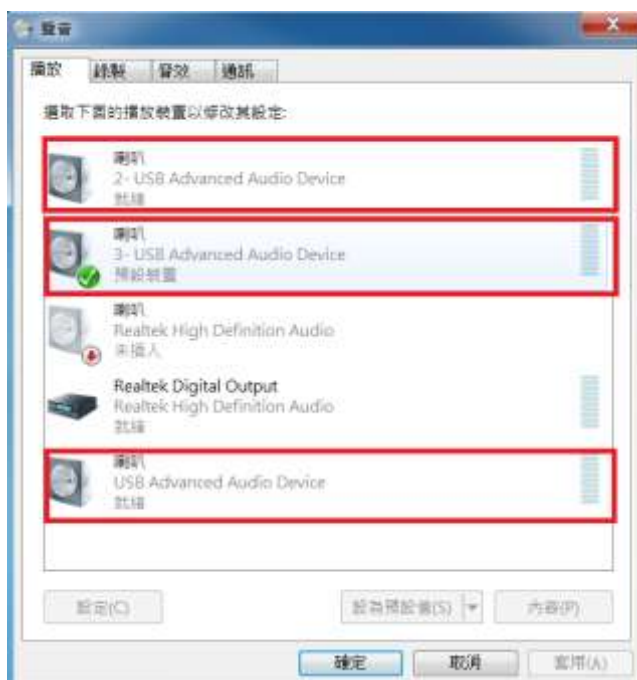 聲音
播放 錄製 音效 通訊
選取下面的播放裝置以修改其設定:
喇叭
2- USB Advanced Audio Device
就緒
喇叭
3- USB Advanced Audio Device
預設裝置
喇叭
Realtek High Definition Audio
未插入
Realtek Digital Output
Realtek High Definition Audio
就緒
喇叭
USB Advanced Audio Device
就緒
設定(C) 設為預設值(S) 內容(P)
確定 取消 套用(A)